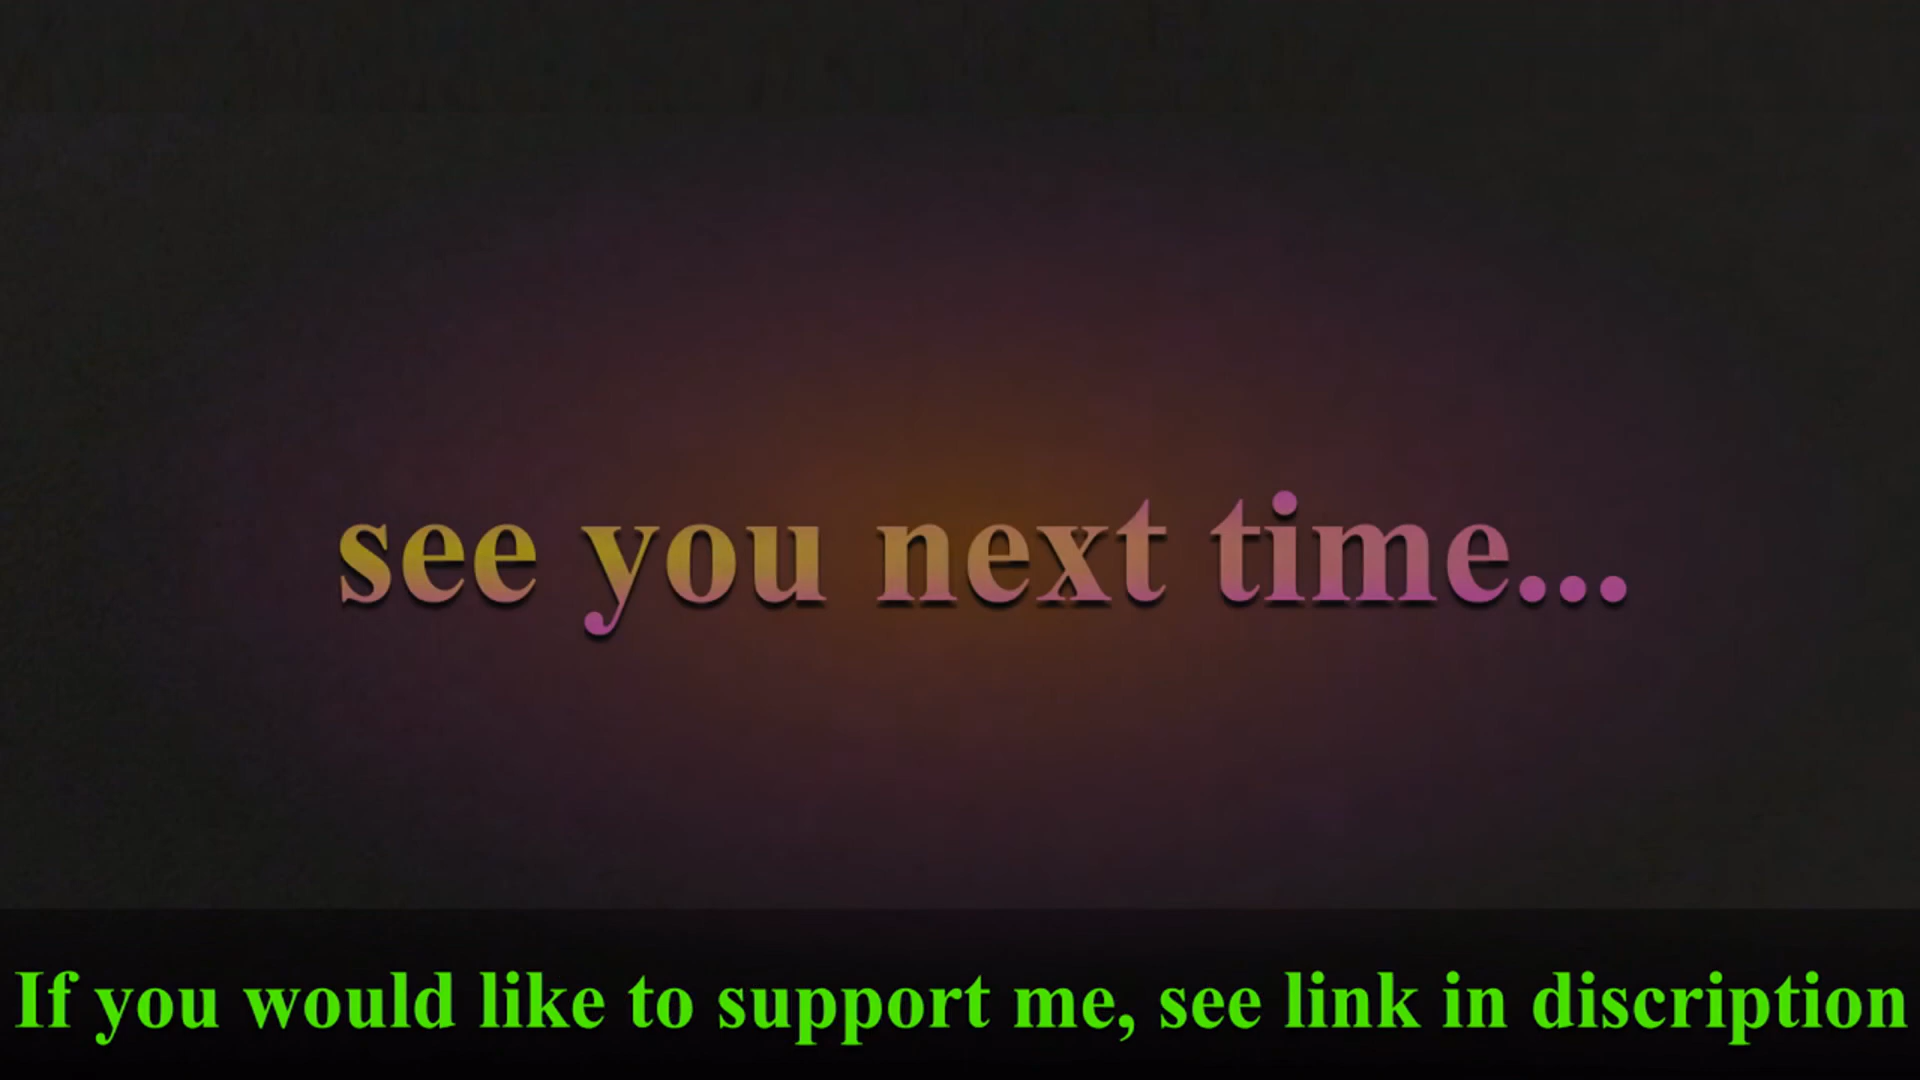 see you next time...
If you would like to support me, see link in discription